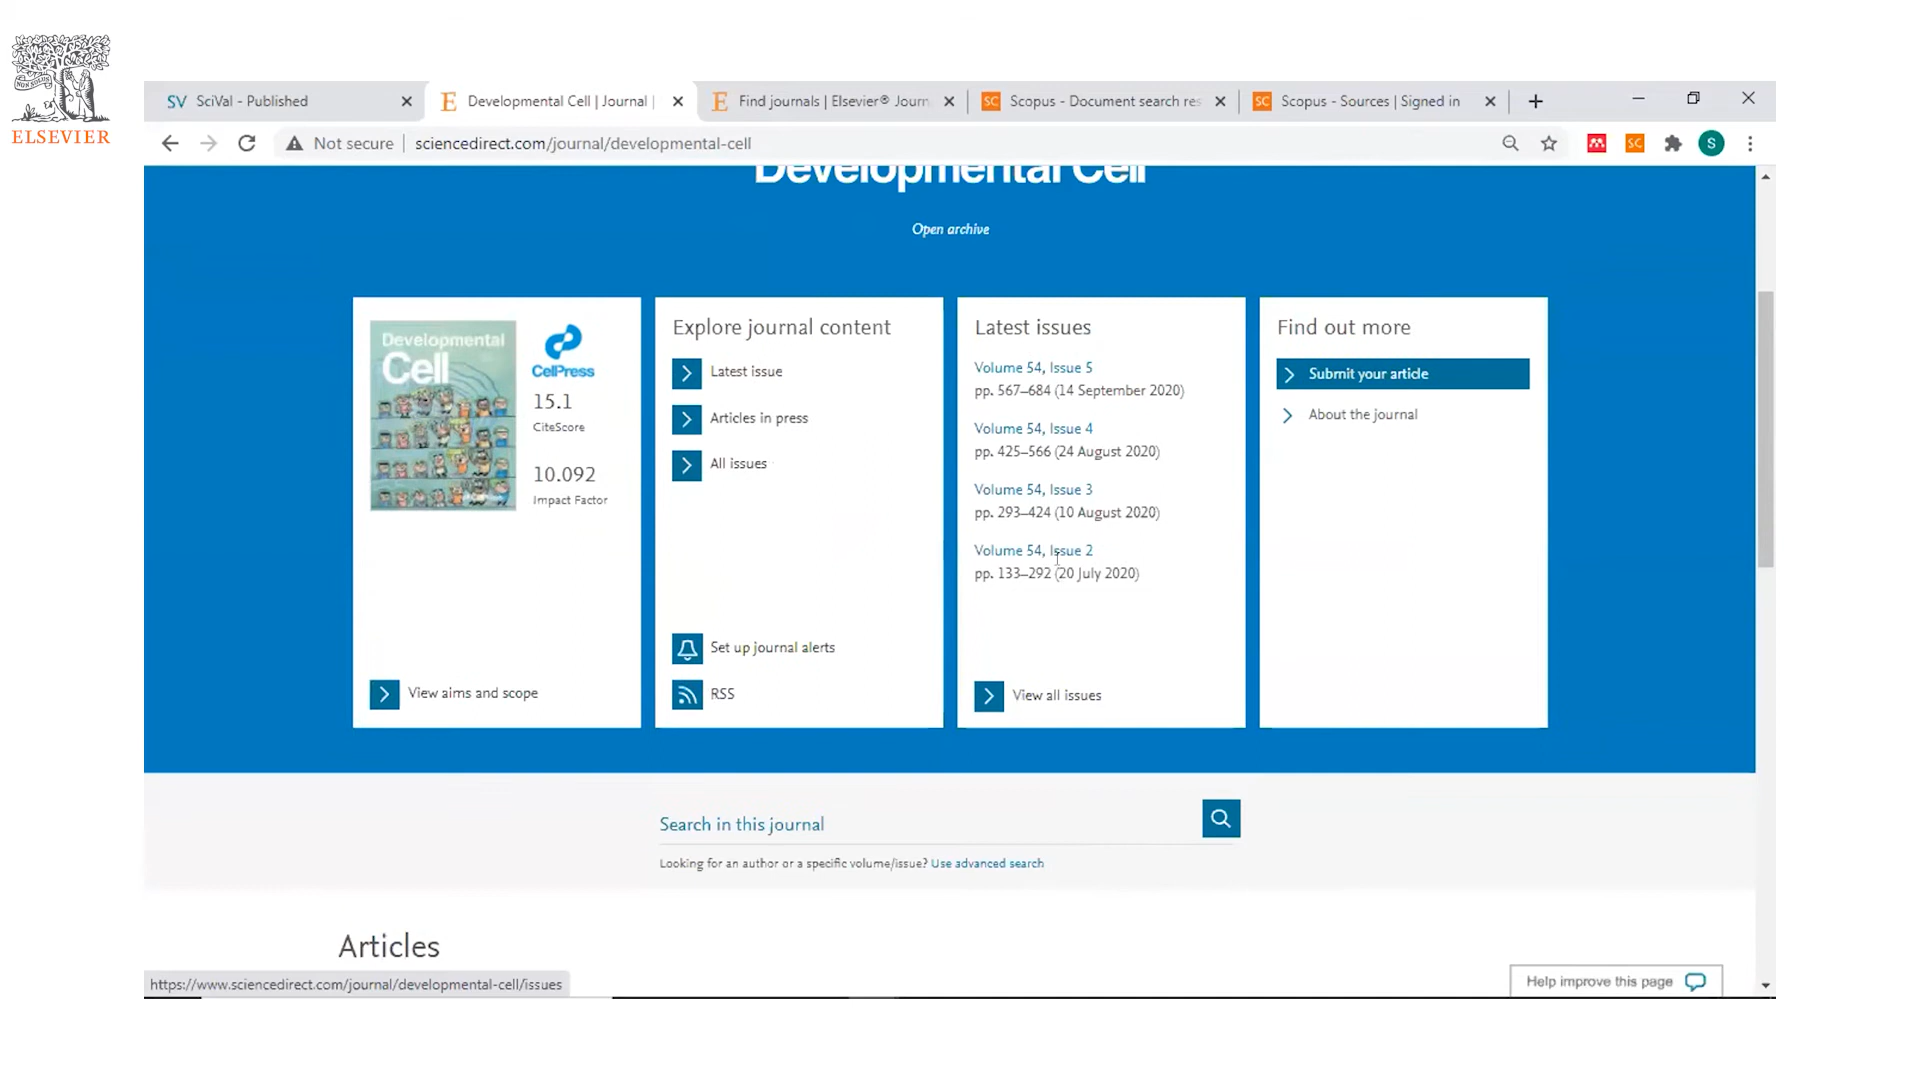 ELSEVIER
SciVal - Published
Developmental Cell | Journal |
Find journals | Elsevier® Journ
SC Scopus - Document search res
SC Scopus - Sources | Signed in
Not secure
sciencedirect.com/journal/developmental-cell
SC
S
Developmental Cell
Open archive
Developmental
Cell
CellPress
15.1
CiteScore
10.092
Impact Factor
View aims and scope
Explore journal content
Latest issue
Articles in press
All issues
Set up journal alerts
RSS
Latest issues
Volume 54, Issue 5
pp. 567–684 (14 September 2020)
Volume 54, Issue 4
pp. 425–566 (24 August 2020)
Volume 54, Issue 3
pp. 293–424 (10 August 2020)
Volume 54, Issue 2
pp. 133–292 (20 July 2020)
View all issues
Find out more
Submit your article
About the journal
Search in this journal
Looking for an author or a specific volume/issue? Use advanced search
Articles
https://www.sciencedirect.com/journal/developmental-cell/issues
Help improve this page